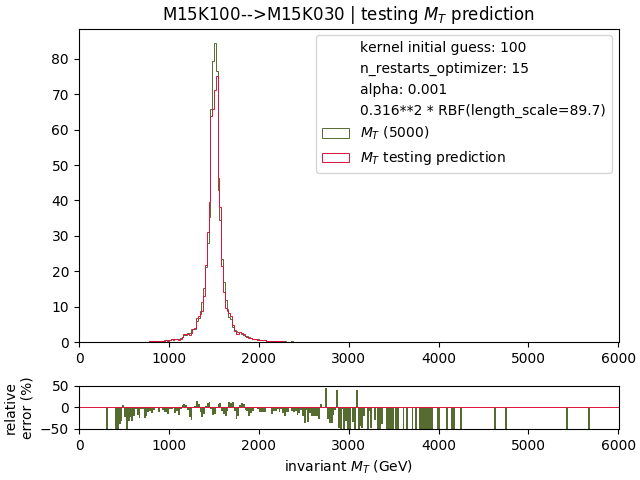 M15K100-->M15K030 | testing M_T prediction
kernel initial guess: 100
n_restarts_optimizer: 15
alpha: 0.001
0.316**2 * RBF(length_scale=89.7)
M_T (5000)
M_T testing prediction
80
70
60
50
40
30
20
10
0
0 1000 2000 3000 4000 5000 6000
relative
error (%)
50
0
−50
0 1000 2000 3000 4000 5000 6000
invariant M_T (GeV)